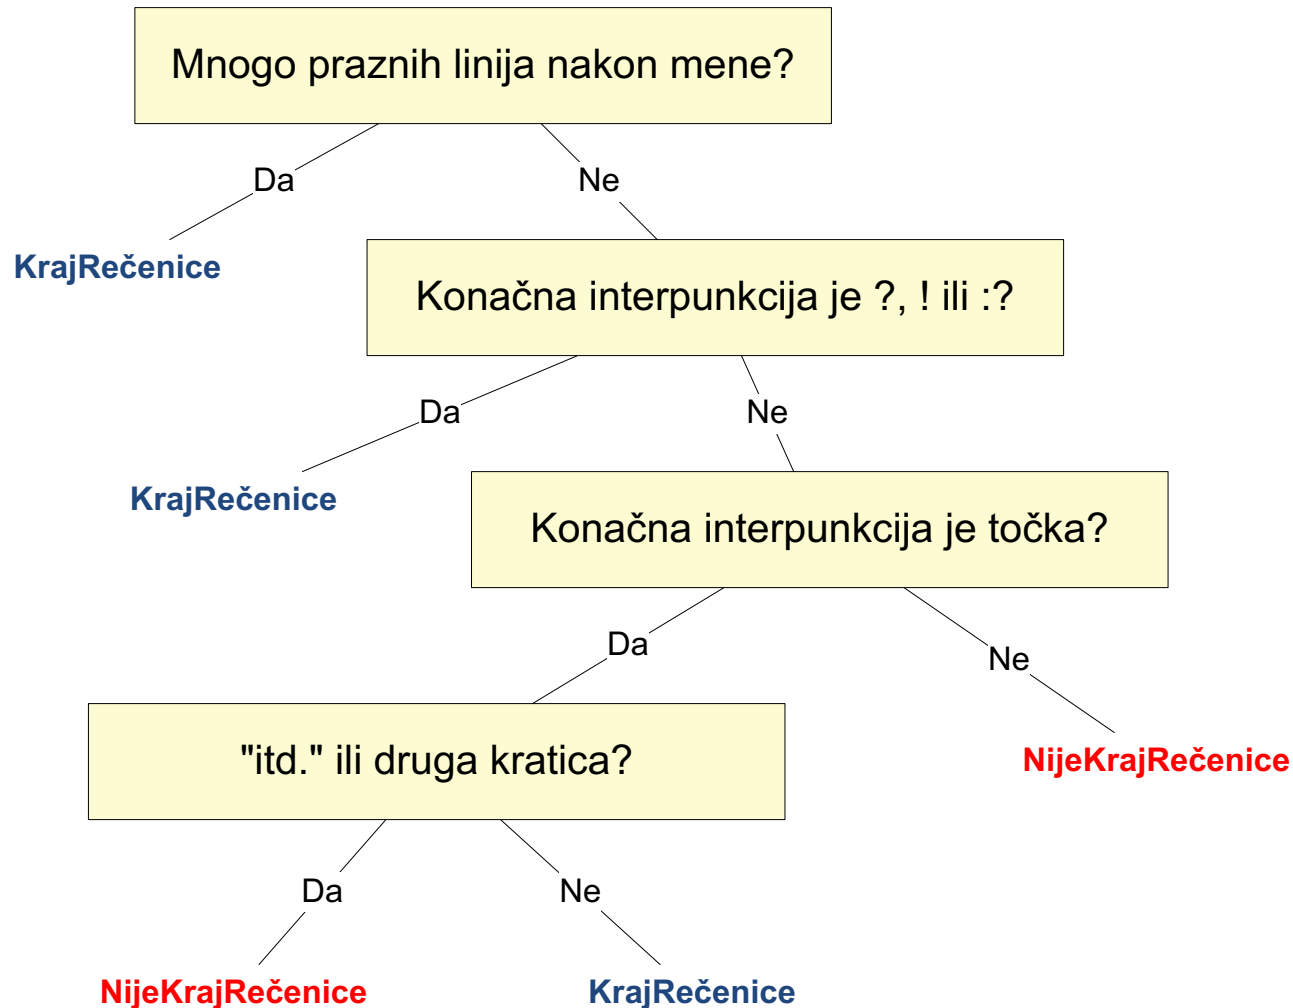 Mnogo praznih linija nakon mene?
Da
Ne
KrajRečenice
Konačna interpunkcija je ?, ! ili :?
Da
Ne
KrajRečenice
Konačna interpunkcija je točka?
Da
Ne
"itd." ili druga kratica?
NijeKrajRečenice
Da
Ne
NijeKrajRečenice
KrajRečenice